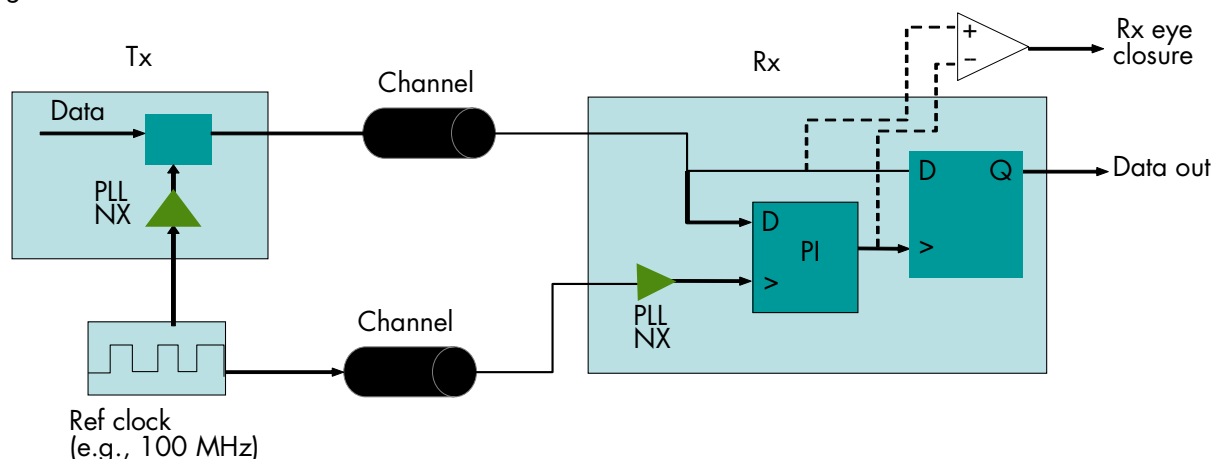 Tx
Data
PLL
NX
Channel
Rx
+
−
Rx eye
closure
D
Q
Data out
>
D
PI
>
PLL
NX
Channel
Ref clock
(e.g., 100 MHz)